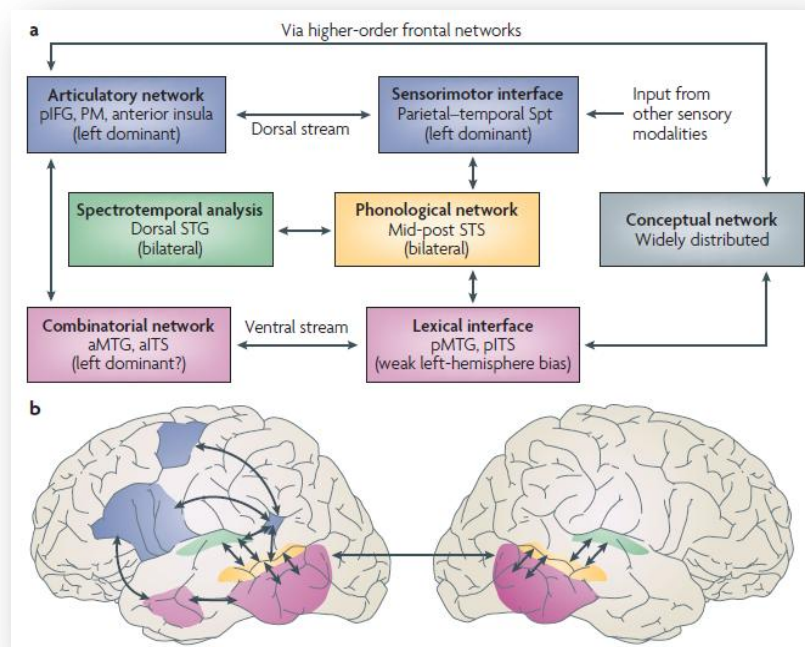 a
Via higher-order frontal networks
Articulatory network
pIFG, PM, anterior insula
(left dominant)
Dorsal stream
Sensorimotor interface
Parietal–temporal Spt
(left dominant)
Input from
other sensory
modalities
Spectrotemporal analysis
Dorsal STG
(bilateral)
Phonological network
Mid-post STS
(bilateral)
Conceptual network
Widely distributed
Combinatorial network
aMTG, aITS
(left dominant?)
Ventral stream
Lexical interface
pMTG, pITS
(weak left-hemisphere bias)
b